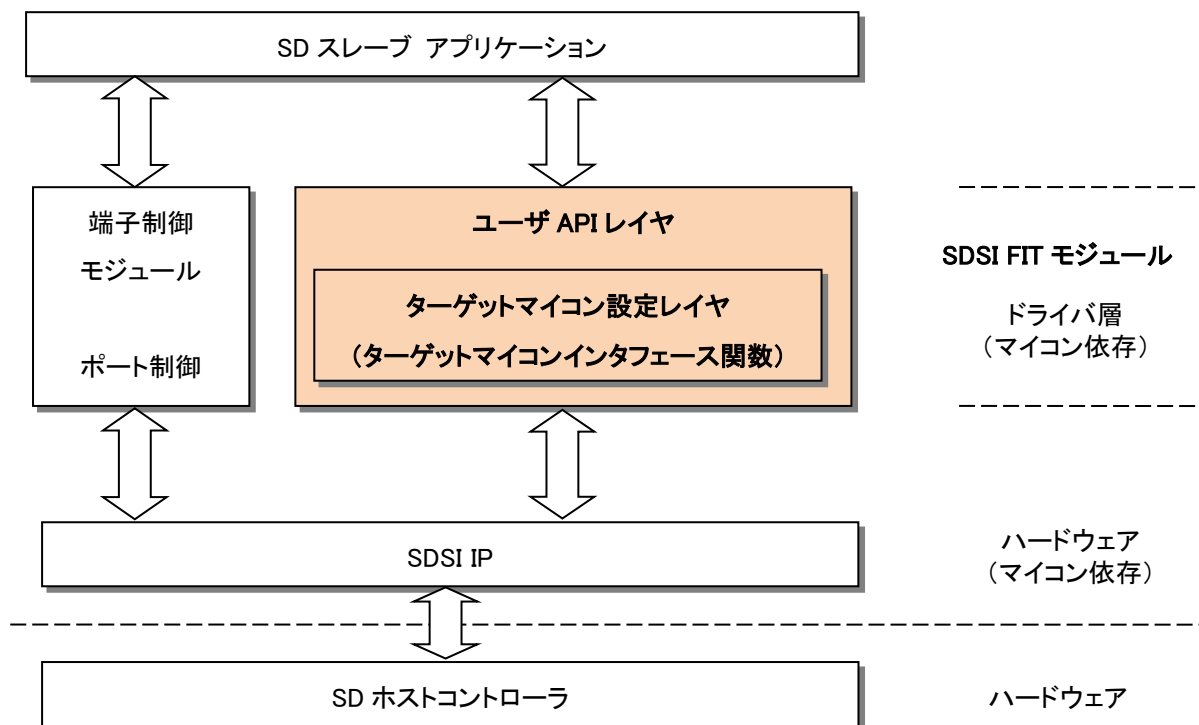 SD スレーブ アプリケーション
端子制御
モジュール
ポート制御
ユーザ API レイヤ
ターゲットマイコン設定レイヤ
（ターゲットマイコンインタフェース関数）
SDSI FIT モジュール
ドライバ層
（マイコン依存）
SDSI IP
ハードウェア
（マイコン依存）
SD ホストコントローラ
ハードウェア